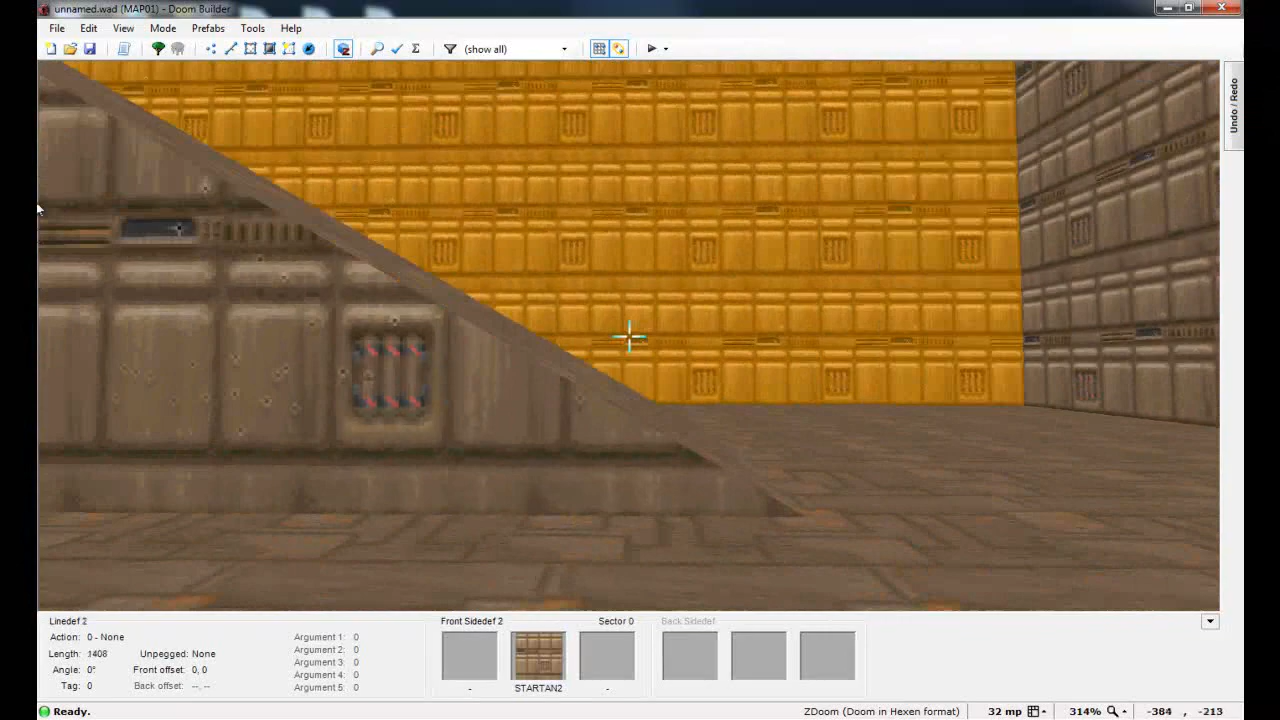 unnamed.wad (MAP01) - Doom Builder
File Edit View Mode Prefabs Tools Help
(show all)
Undo / Redo
Linedef 2
Action: 0 - None
Length: 1408 Unpegged: None
Angle: 0° Front offset: 0, 0
Tag: 0 Back offset: --, --
Argument 1: 0
Argument 2: 0
Argument 3: 0
Argument 4: 0
Argument 5: 0
Front Sidedef 2 Sector 0
- STARTAN2 -
Back Sidedef
Ready.
ZDoom (Doom in Hexen format) 32 mp 314% -384 , -213